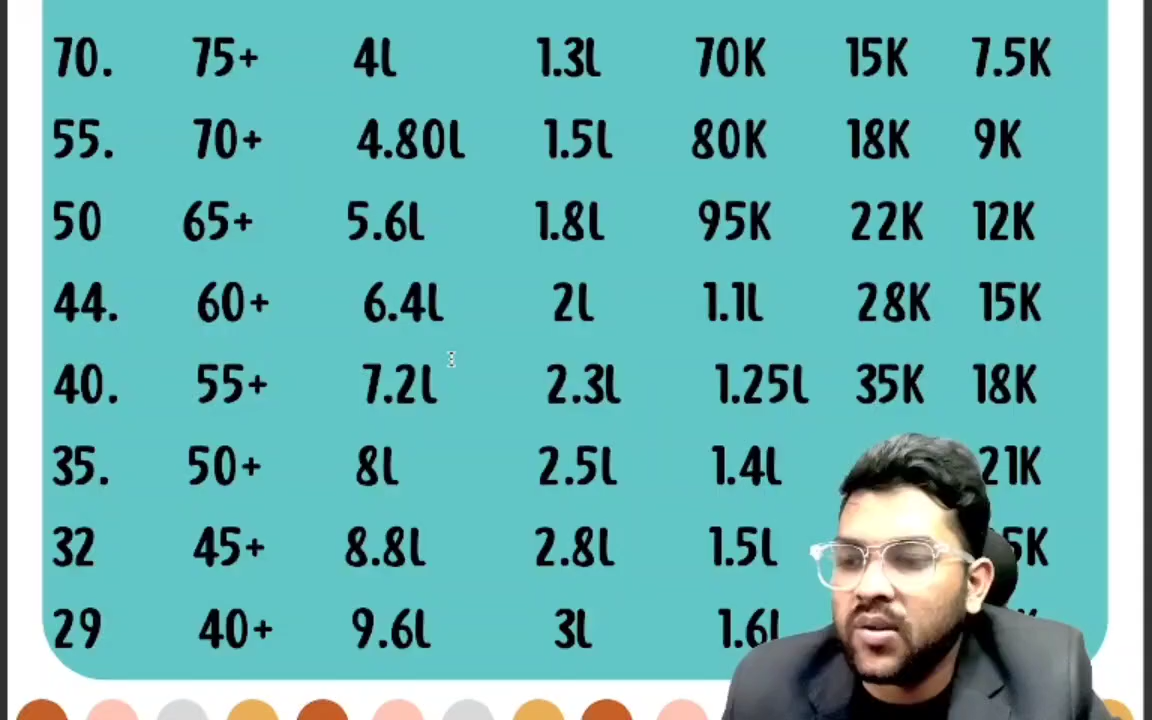 70. 75+ 4L 1.3L 70K 15K 7.5K
55. 70+ 4.80L 1.5L 80K 18K 9K
50 65+ 5.6L 1.8L 95K 22K 12K
44. 60+ 6.4L 2L 1.1L 28K 15K
40. 55+ 7.2L 2.3L 1.25L 35K 18K
35. 50+ 8L 2.5L 1.4L 21K
32 45+ 8.8L 2.8L 1.5L
29 40+ 9.6L 3L 1.6L